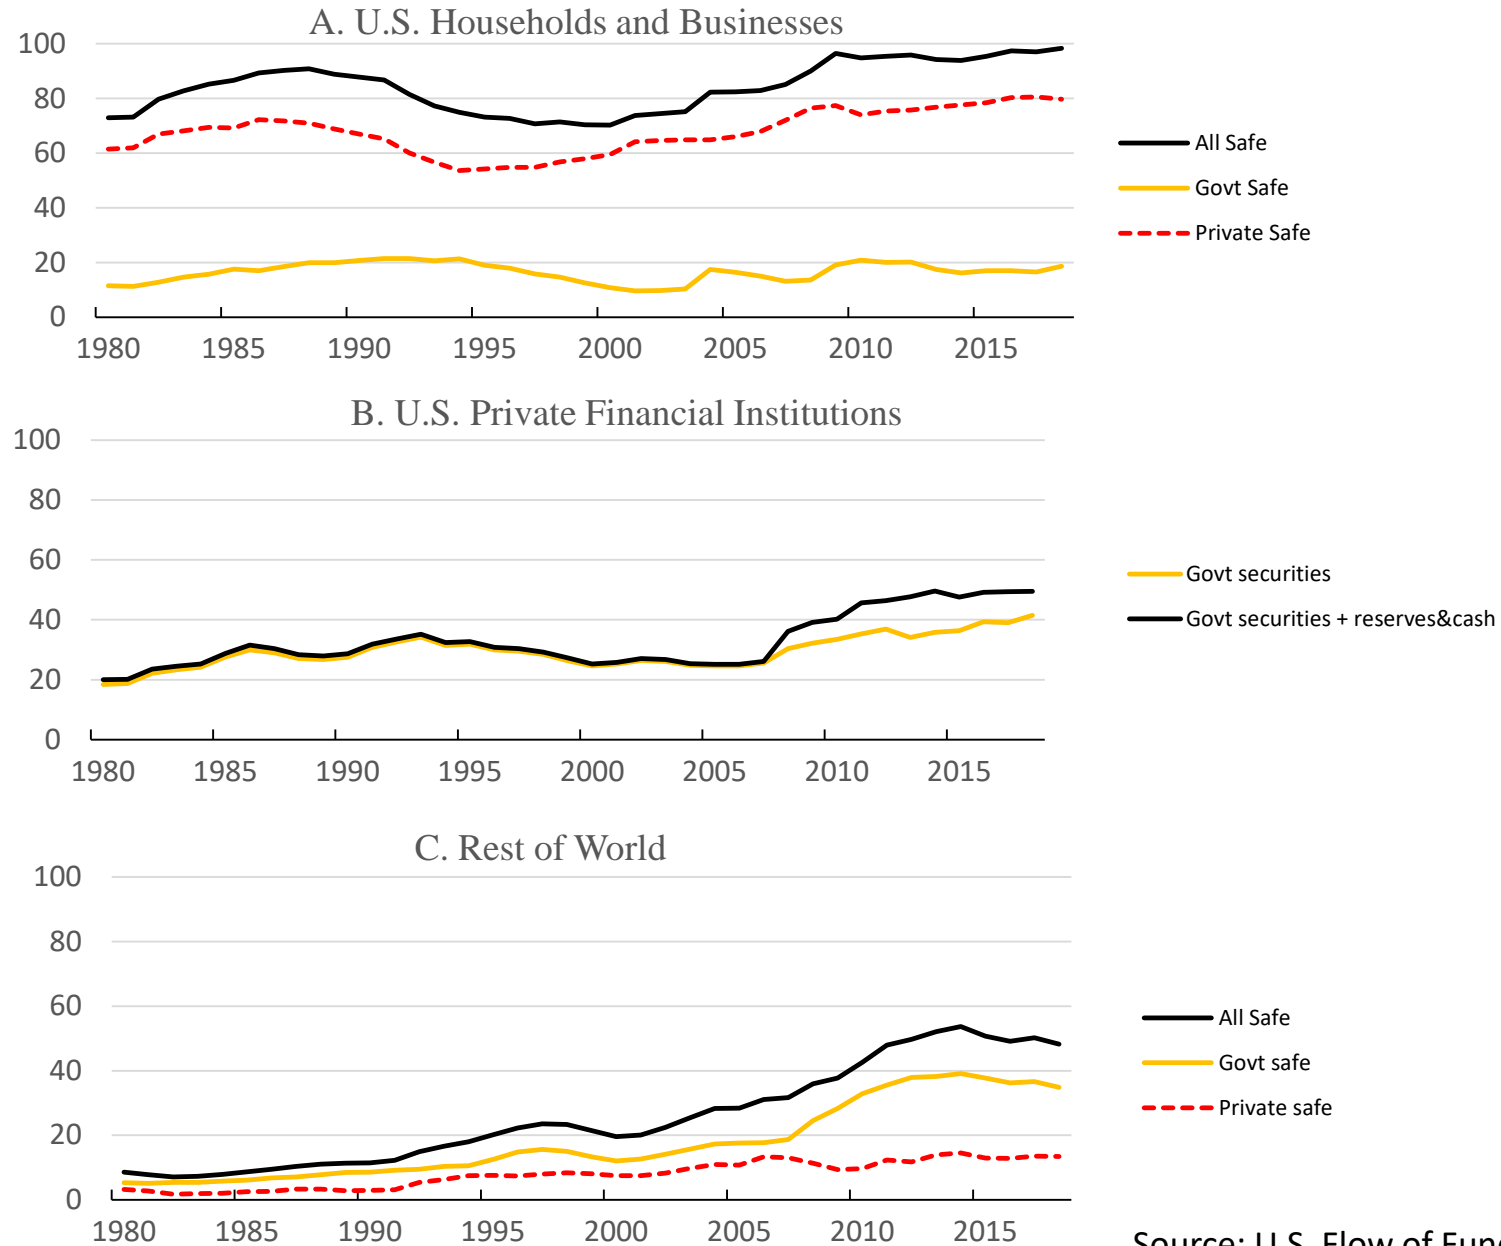 A. U.S. Households and Businesses
100
80
60
40
20
0
1980 1985 1990 1995 2000 2005 2010 2015
All Safe
Govt Safe
Private Safe
B. U.S. Private Financial Institutions
100
80
60
40
20
0
1980 1985 1990 1995 2000 2005 2010 2015
Govt securities
Govt securities + reserves&cash
C. Rest of World
100
80
60
40
20
0
1980 1985 1990 1995 2000 2005 2010 2015
All Safe
Govt safe
Private safe
Source: U.S. Flow of